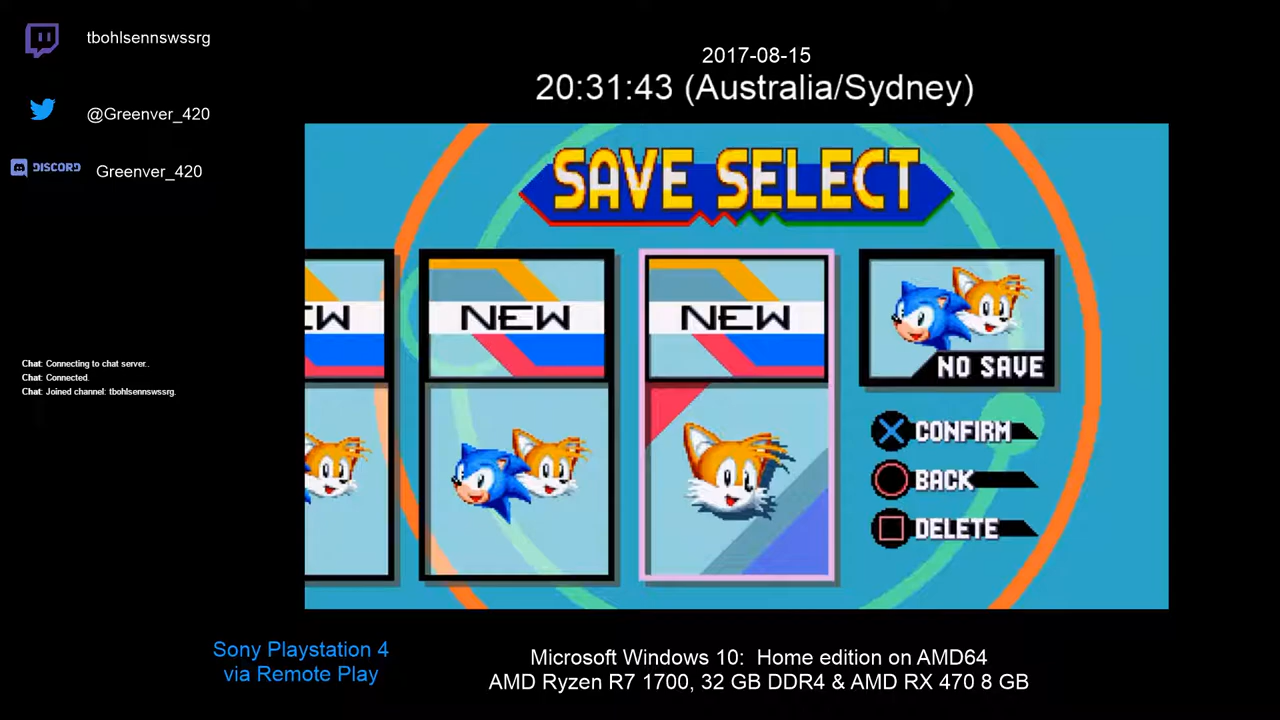 tbohlsennswssrg
@Greenver_420
DISCORD Greenver_420
2017-08-15
20:31:43 (Australia/Sydney)
SAVE SELECT
NEW
NEW
NO SAVE
CONFIRM
BACK
DELETE
Chat: Connecting to chat server..
Chat: Connected.
Chat: Joined channel: tbohlsennswssrg.
Sony Playstation 4
via Remote Play
Microsoft Windows 10: Home edition on AMD64
AMD Ryzen R7 1700, 32 GB DDR4 & AMD RX 470 8 GB